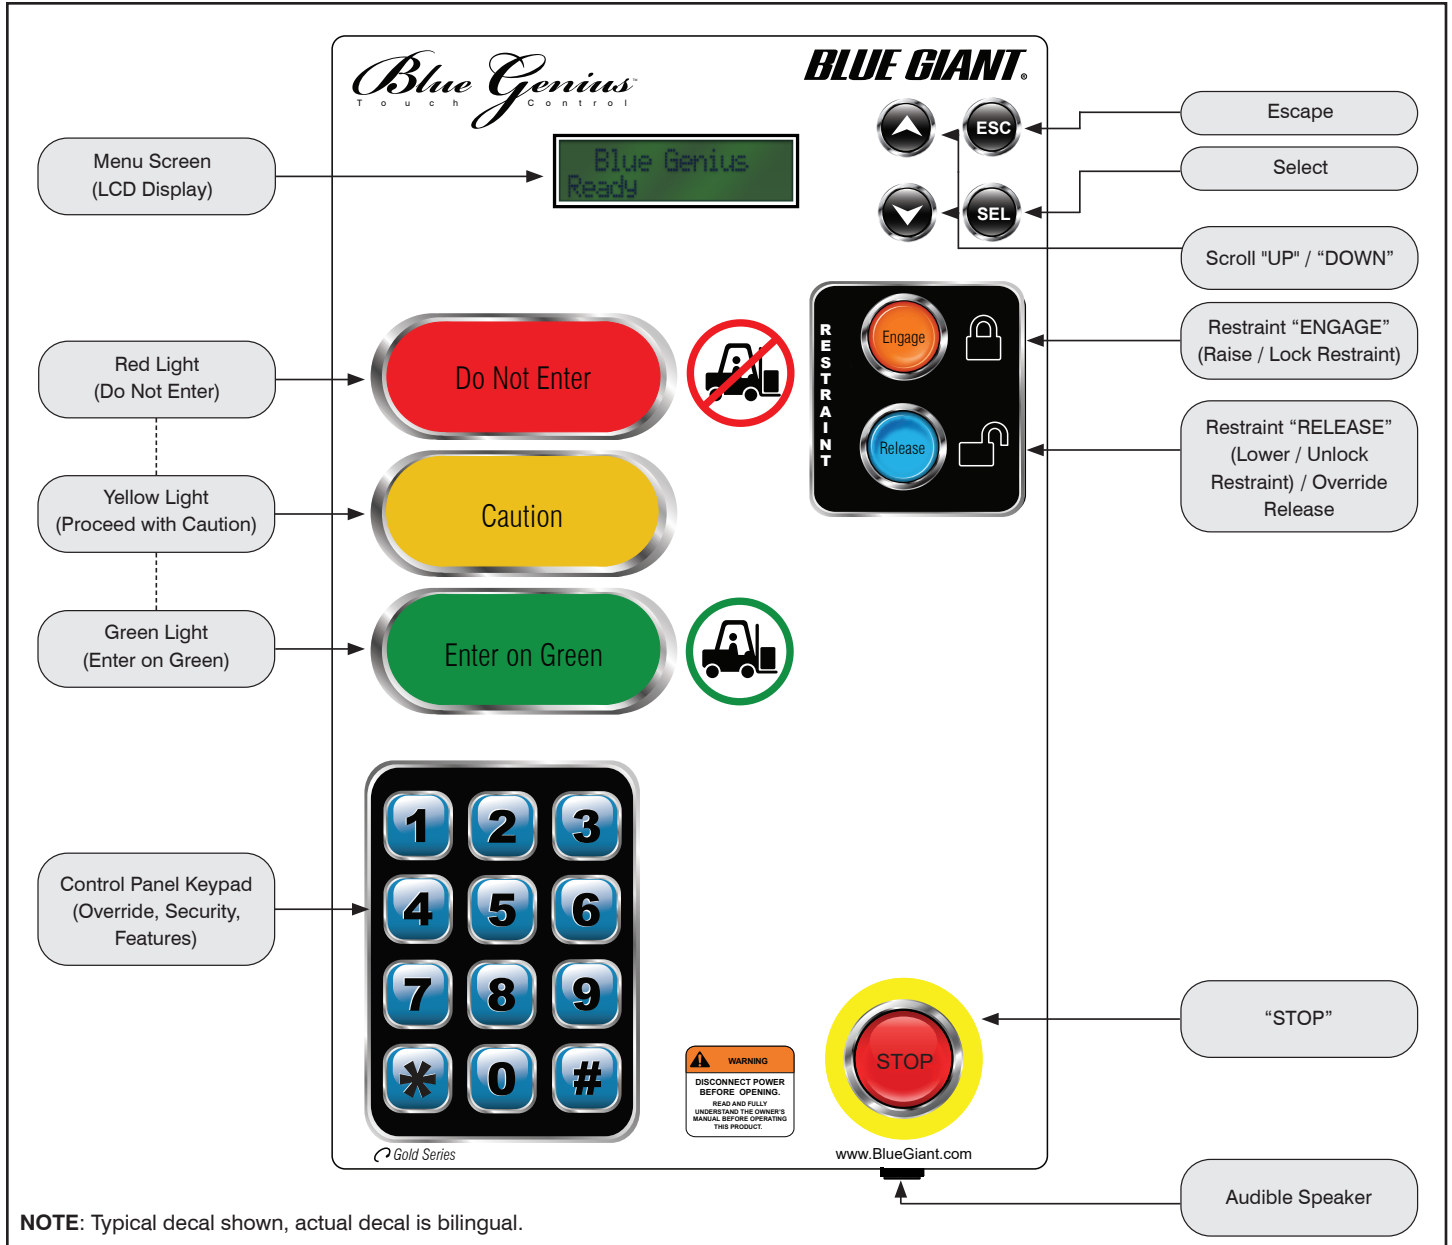 Blue Genius™
Touch Control
BLUE GIANT®
Blue Genius
Ready
ESC
SEL
Menu Screen
(LCD Display)
Escape
Select
Scroll "UP" / “DOWN”
RESTRAINT
Engage
Release
Restraint “ENGAGE”
(Raise / Lock Restraint)
Restraint “RELEASE”
(Lower / Unlock
Restraint) / Override
Release
Red Light
(Do Not Enter)
Do Not Enter
Yellow Light
(Proceed with Caution)
Caution
Green Light
(Enter on Green)
Enter on Green
Control Panel Keypad
(Override, Security,
Features)
1 2 3
4 5 6
7 8 9
* 0 #
Gold Series
WARNING
DISCONNECT POWER
BEFORE OPENING.
READ AND FULLY
UNDERSTAND THE OWNER'S
MANUAL BEFORE OPERATING
THIS PRODUCT.
STOP
“STOP”
www.BlueGiant.com
Audible Speaker
NOTE: Typical decal shown, actual decal is bilingual.